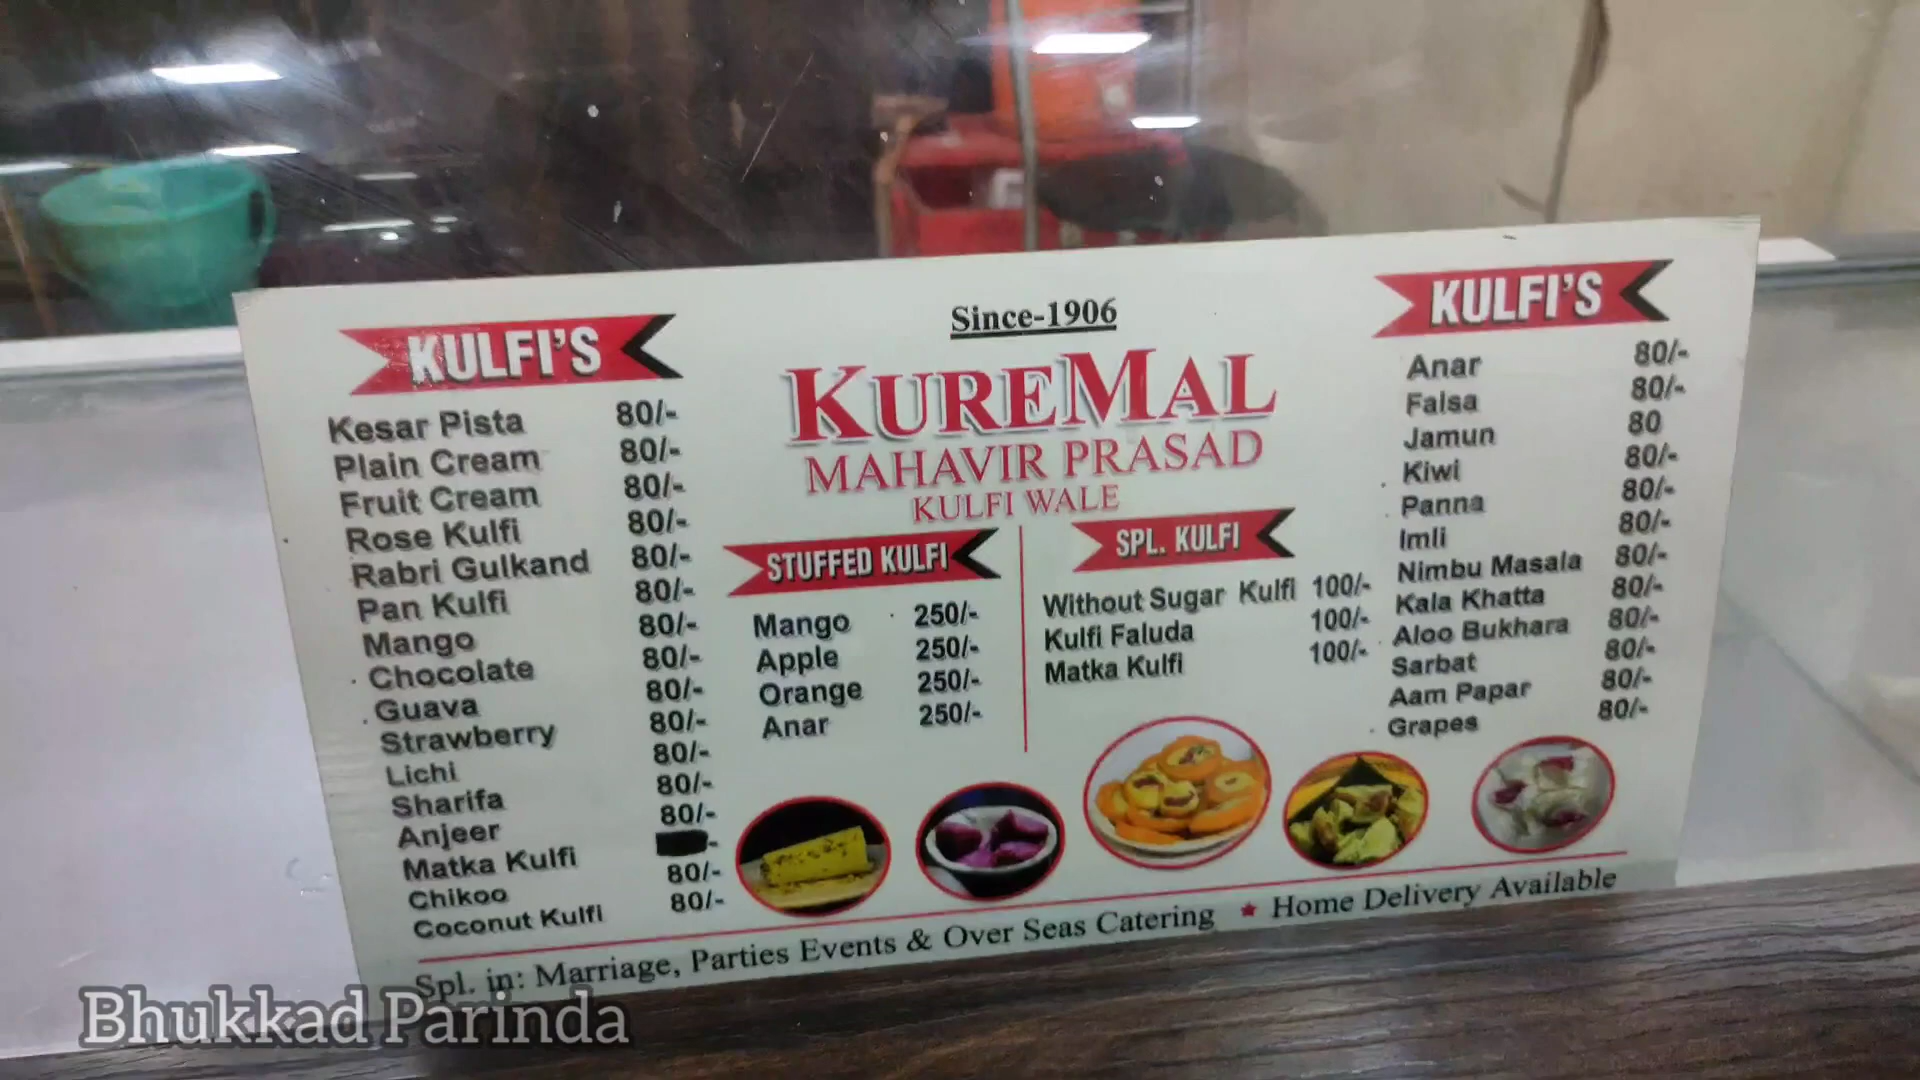 Since-1906
KUREMAL
MAHAVIR PRASAD
KULFI WALE
KULFI'S
Kesar Pista 80/-
Plain Cream 80/-
Fruit Cream 80/-
Rose Kulfi 80/-
Rabri Gulkand 80/-
Pan Kulfi 80/-
Mango 80/-
Chocolate 80/-
Guava 80/-
Strawberry 80/-
Lichi 80/-
Sharifa 80/-
Anjeer 80/-
Matka Kulfi -
Chikoo 80/-
Coconut Kulfi 80/-
STUFFED KULFI
Mango 250/-
Apple 250/-
Orange 250/-
Anar 250/-
SPL. KULFI
Without Sugar Kulfi 100/-
Kulfi Faluda 100/-
Matka Kulfi 100/-
KULFI'S
Anar 80/-
Falsa 80/-
Jamun 80
Kiwi 80/-
Panna 80/-
Imli 80/-
Nimbu Masala 80/-
Kala Khatta 80/-
Aloo Bukhara 80/-
Sarbat 80/-
Aam Papar 80/-
Grapes 80/-
Spl. in: Marriage, Parties Events & Over Seas Catering ★ Home Delivery Available
Bhukkad Parinda